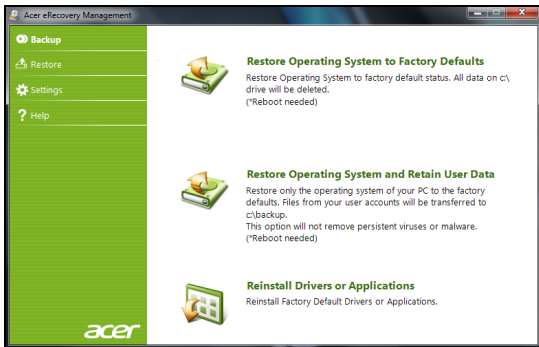 Acer eRecovery Management
Backup
Restore
Settings
? Help
Restore Operating System to Factory Defaults
Restore Operating System to factory default status. All data on c:\
drive will be deleted.
(*Reboot needed)
Restore Operating System and Retain User Data
Restore only the operating system of your PC to the factory
defaults. Files from your user accounts will be transferred to
c:\backup.
This option will not remove persistent viruses or malware.
(*Reboot needed)
Reinstall Drivers or Applications
Reinstall Factory Default Drivers or Applications.
acer